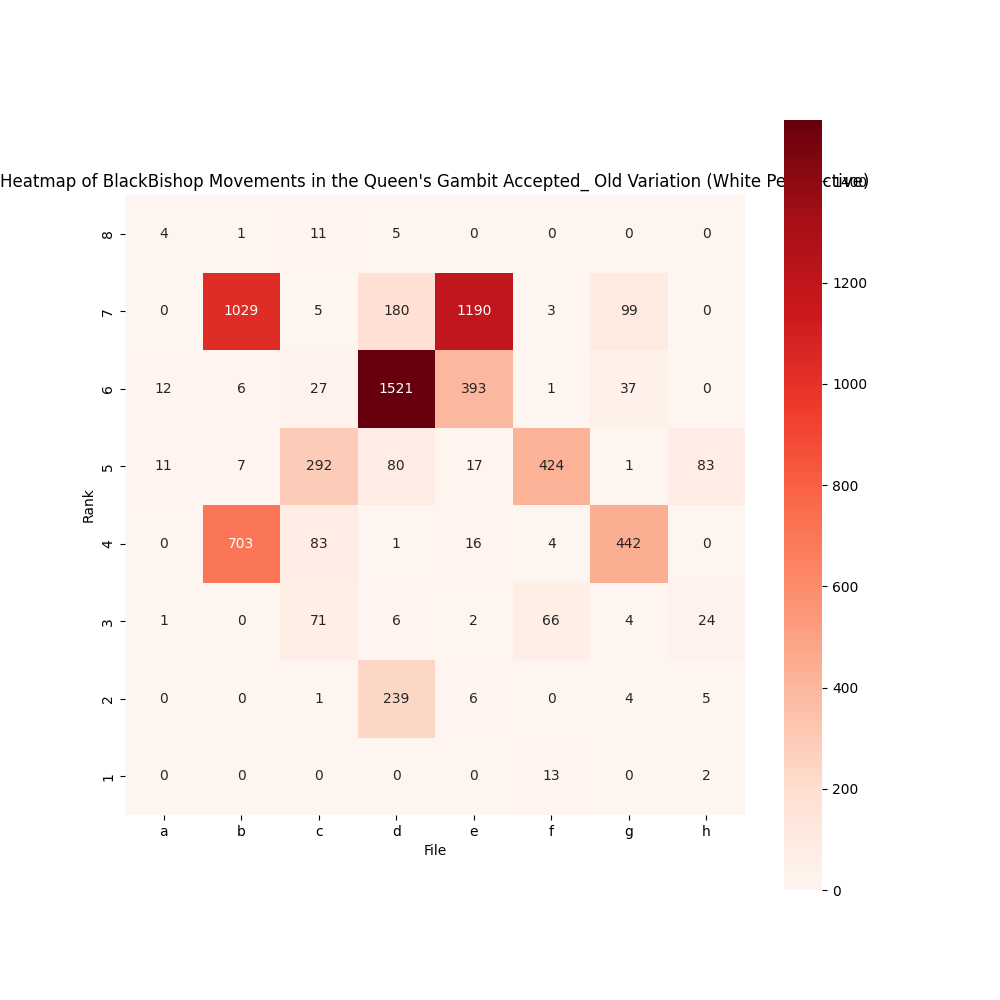 Heatmap of BlackBishop Movements in the Queen's Gambit Accepted_ Old Variation (White Pe ctive)
1400
8 4 1 11 5 0 0 0 0
7 0 1029 5 180 1190 3 99 0
1200
6 12 6 27 1521 393 1 37 0
1000
5 11 7 292 80 17 424 1 83
800
Rank
4 0 703 83 1 16 4 442 0
600
3 1 0 71 6 2 66 4 24
400
2 0 0 1 239 6 0 4 5
1 0 0 0 0 0 13 0 2
200
a b c d e f g h
File
0